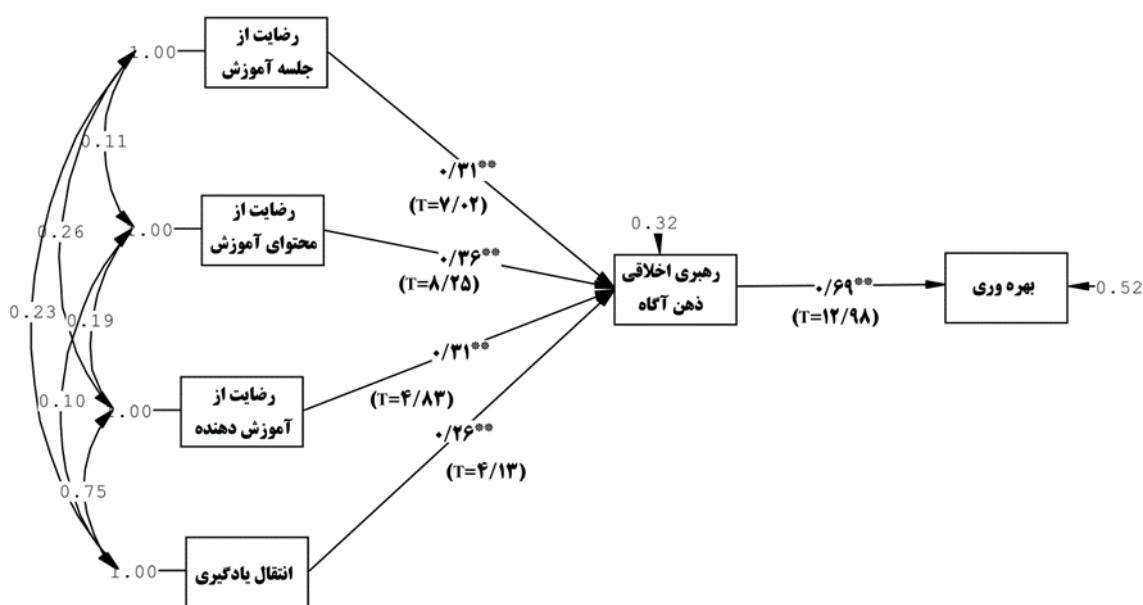 1.00
رضایت از
جلسه آموزش
0.11
۰/۳۱**
(T=۷/۰۲)
0.26
1.00
رضایت از
محتوای آموزش
۰/۳۶**
(T=۸/۲۵)
0.32
رهبری اخلاقی
ذهن آگاه
۰/۶۹**
(T=۱۲/۹۸)
بهره وری
0.52
0.23
0.19
۰/۳۱**
(T=۴/۸۳)
0.10
1.00
رضایت از
آموزش دهنده
۰/۲۶**
(T=۴/۱۳)
0.75
1.00
انتقال یادگیری